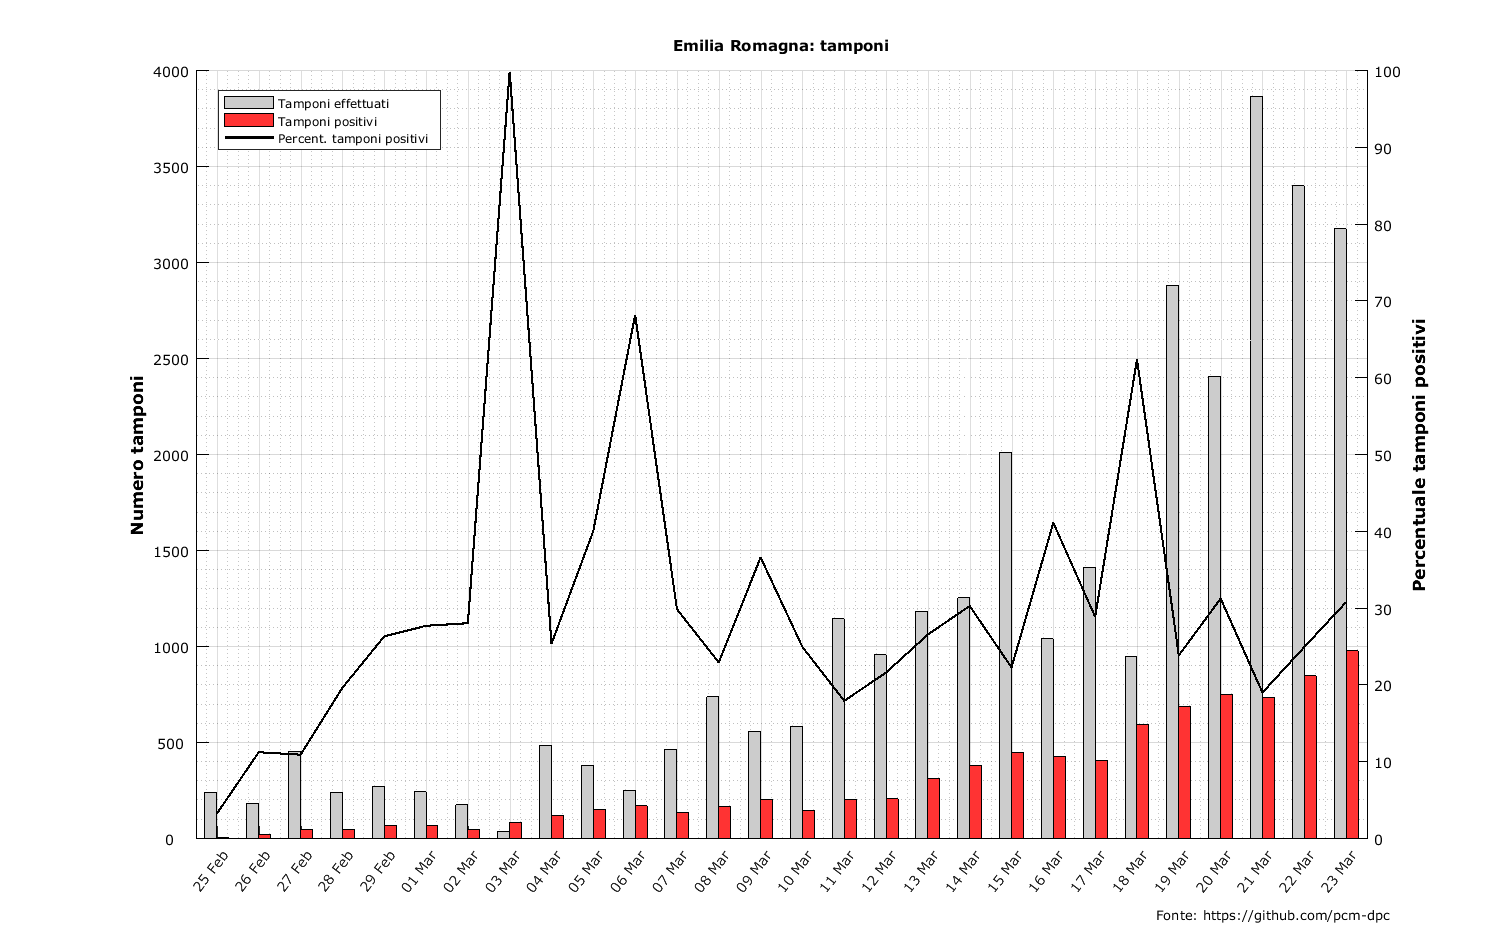 Emilia Romagna: tamponi
Tamponi effettuati
Tamponi positivi
Percent. tamponi positivi
Numero tamponi
4000
3500
3000
2500
2000
1500
1000
500
0
Percentuale tamponi positivi
100
90
80
70
60
50
40
30
20
10
0
25 Feb
26 Feb
27 Feb
28 Feb
29 Feb
01 Mar
02 Mar
03 Mar
04 Mar
05 Mar
06 Mar
07 Mar
08 Mar
09 Mar
10 Mar
11 Mar
12 Mar
13 Mar
14 Mar
15 Mar
16 Mar
17 Mar
18 Mar
19 Mar
20 Mar
21 Mar
22 Mar
23 Mar
Fonte: https://github.com/pcm-dpc